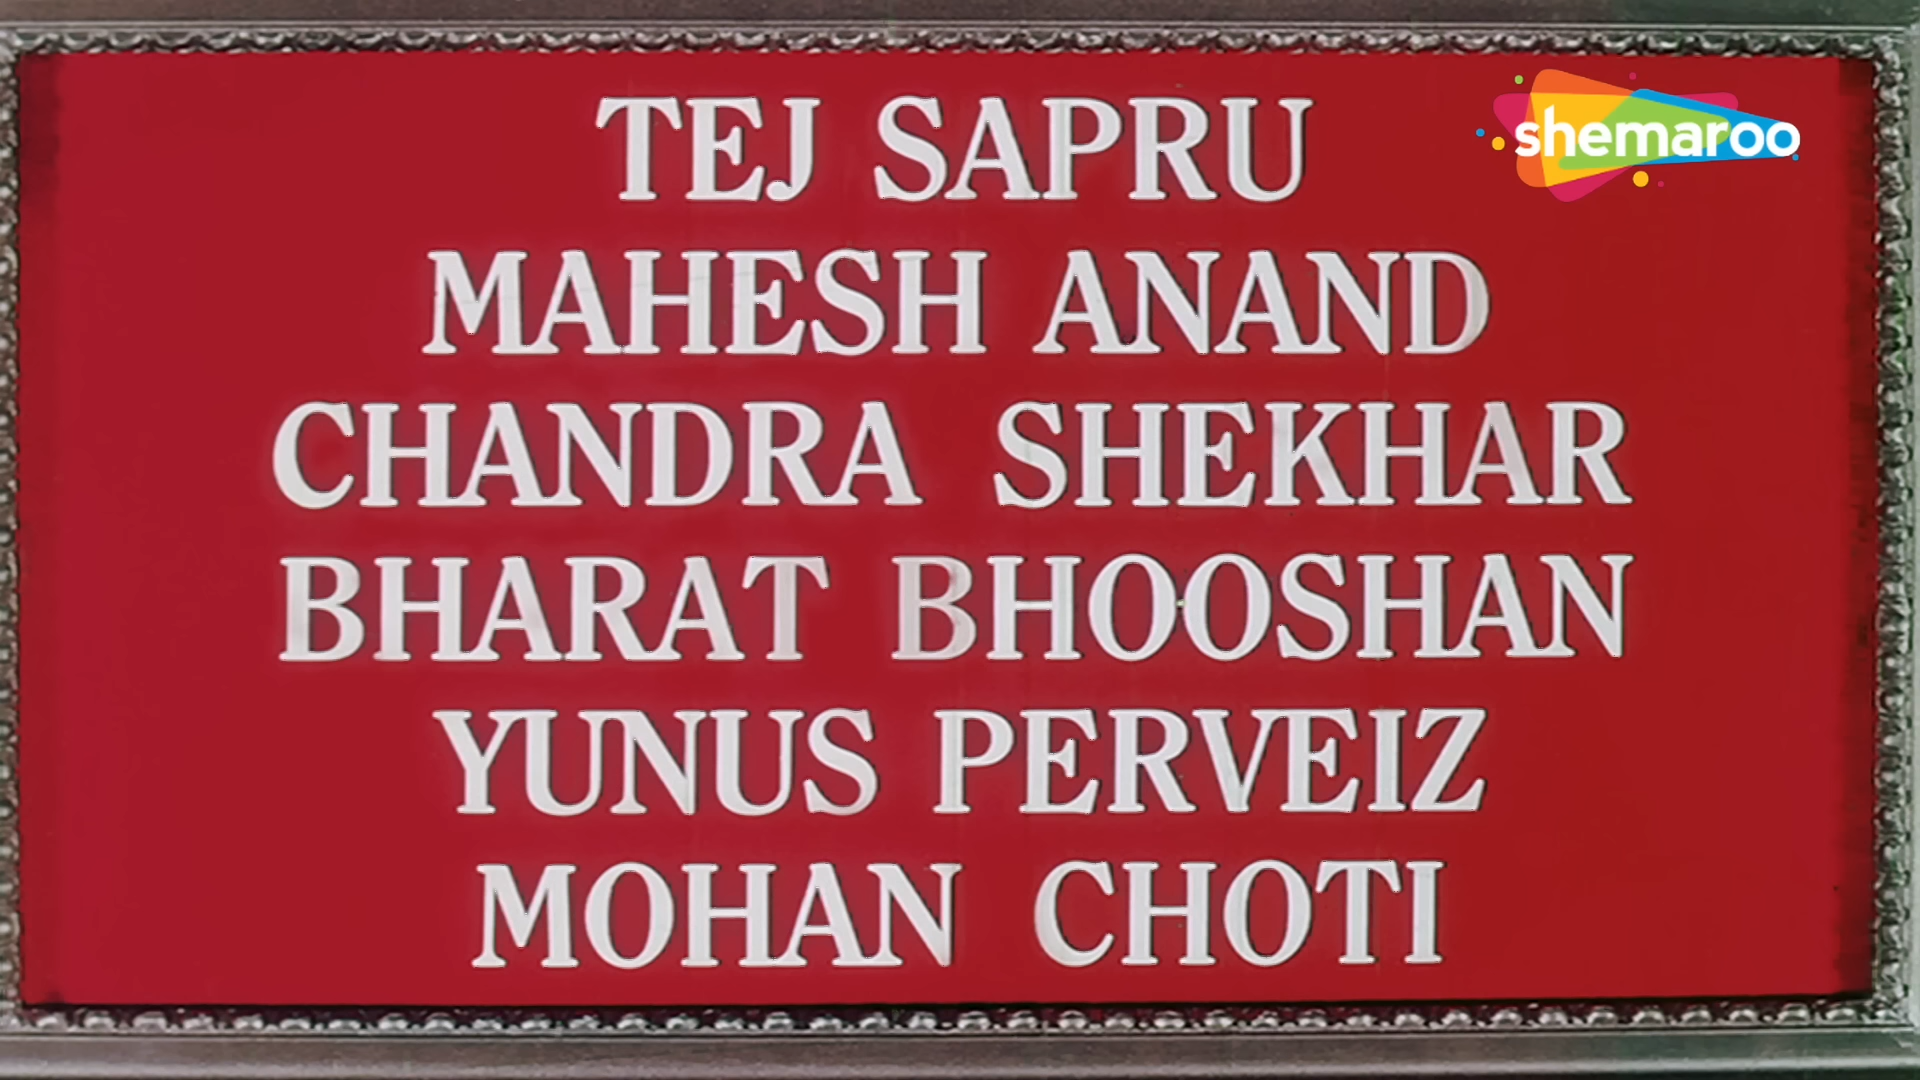 TEJ SAPRU
shemaroo
MAHESH ANAND
CHANDRA SHEKHAR
BHARAT BHOOSHAN
YUNUS PERVEIZ
MOHAN CHOTI